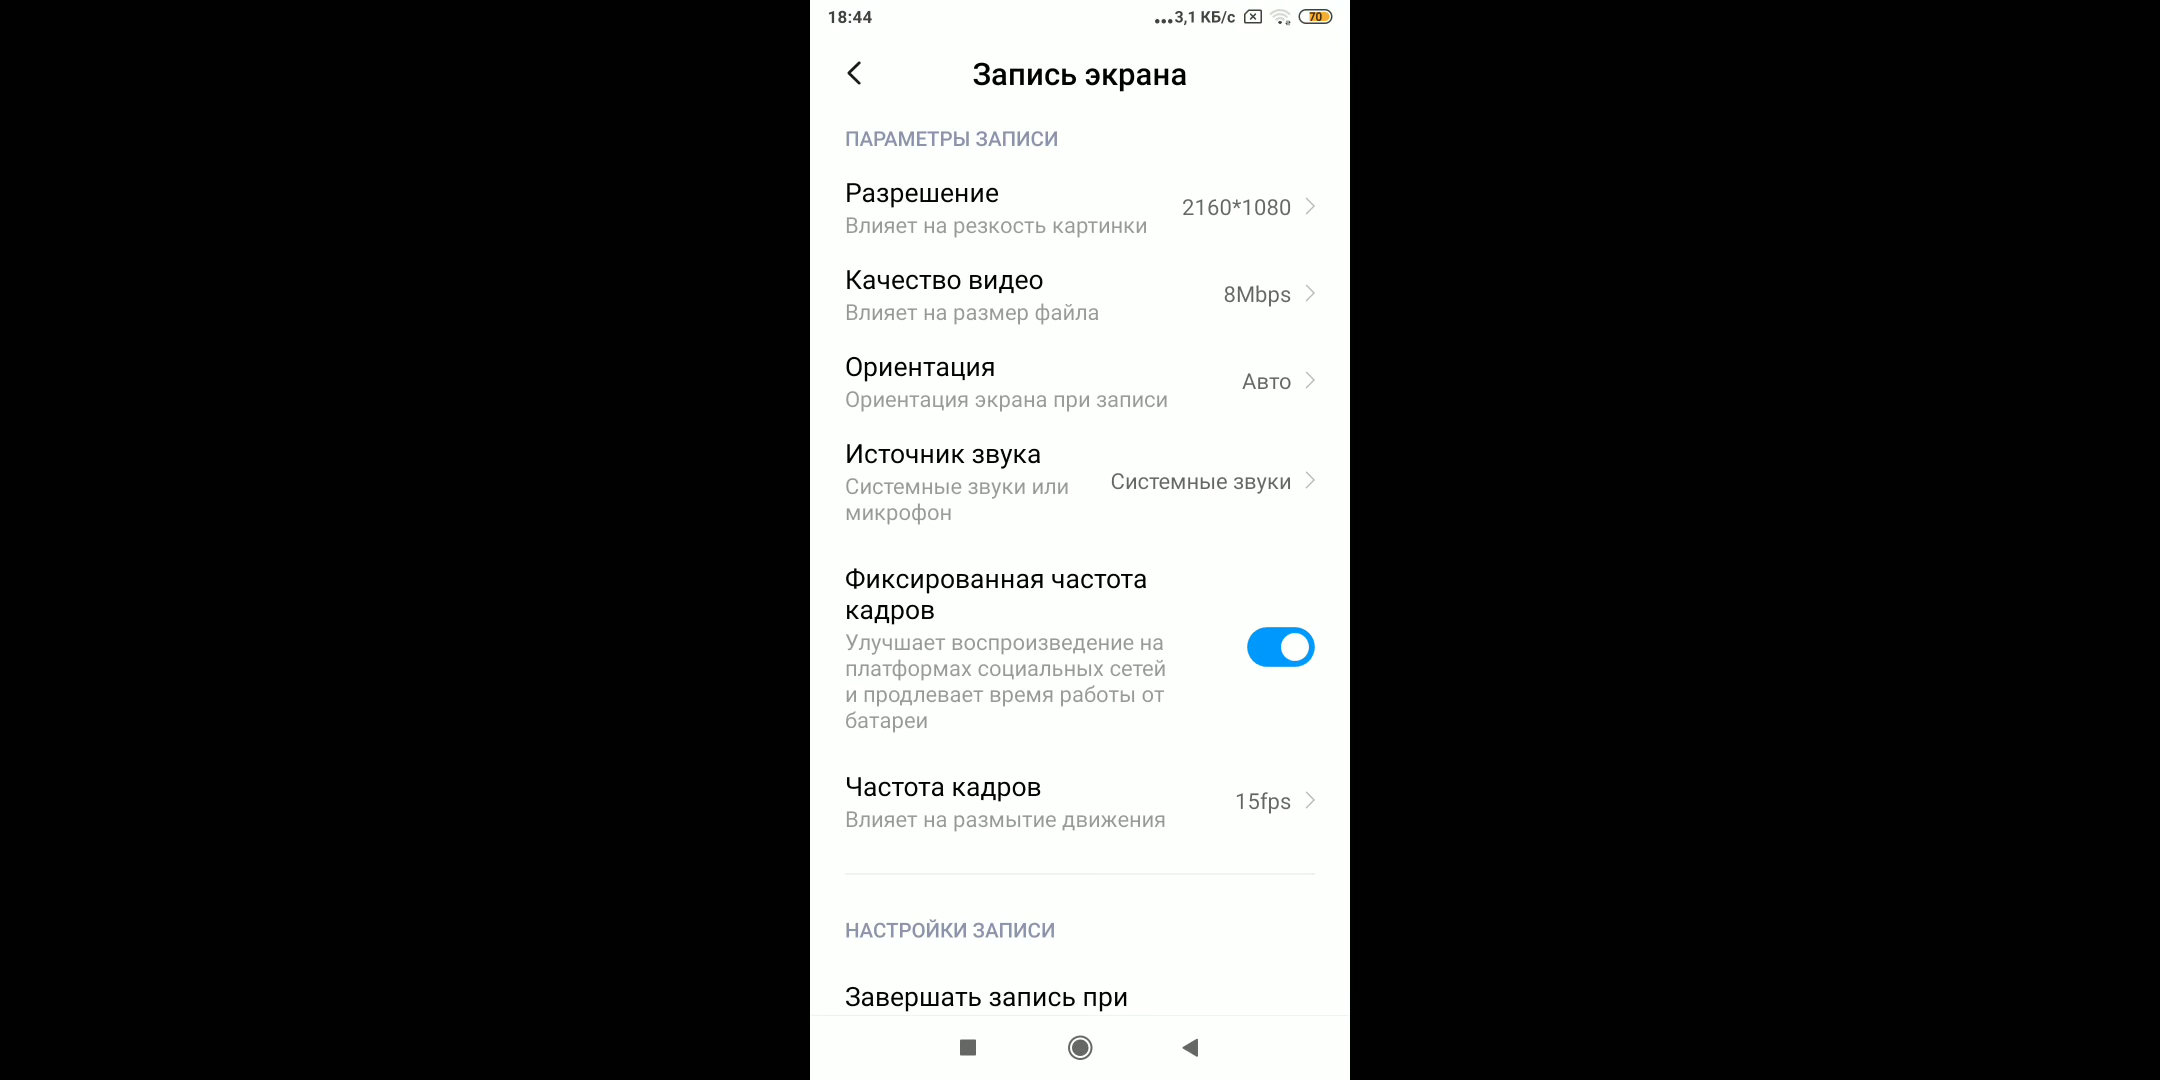 18:44
...3,1 КБ/с
70
Запись экрана
ПАРАМЕТРЫ ЗАПИСИ
Разрешение
Влияет на резкость картинки
2160*1080
Качество видео
Влияет на размер файла
8Mbps
Ориентация
Ориентация экрана при записи
Авто
Источник звука
Системные звуки или
микрофон
Системные звуки
Фиксированная частота
кадров
Улучшает воспроизведение на
платформах социальных сетей
и продлевает время работы от
батареи
Частота кадров
Влияет на размытие движения
15fps
НАСТРОЙКИ ЗАПИСИ
Завершать запись при